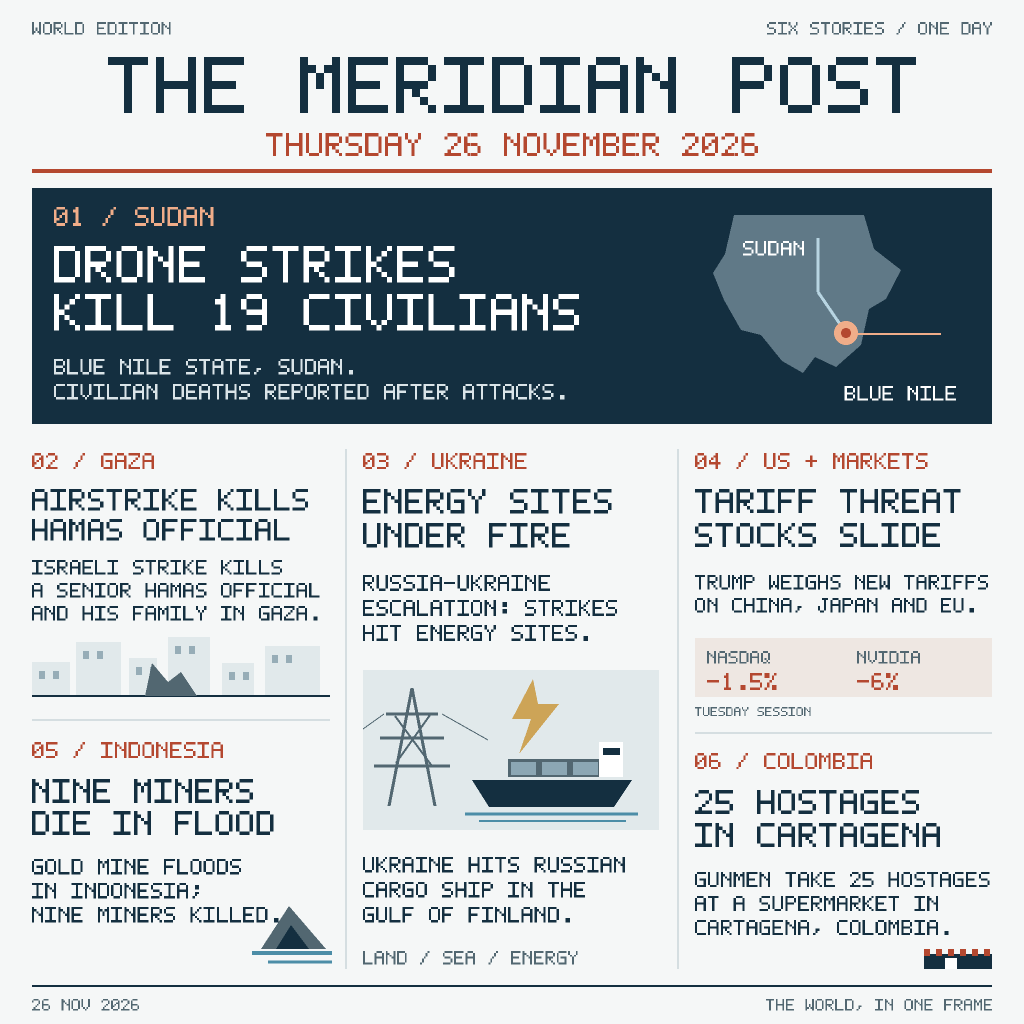 WORLD EDITION
SIX STORIES / ONE DAY
THE MERIDIAN POST
THURSDAY 26 NOVEMBER 2026
01 / SUDAN
DRONE STRIKES
KILL 19 CIVILIANS
BLUE NILE STATE, SUDAN.
CIVILIAN DEATHS REPORTED AFTER ATTACKS.
SUDAN
BLUE NILE
02 / GAZA
AIRSTRIKE KILLS
HAMAS OFFICIAL
ISRAELI STRIKE KILLS
A SENIOR HAMAS OFFICIAL
AND HIS FAMILY IN GAZA.
03 / UKRAINE
ENERGY SITES
UNDER FIRE
RUSSIA-UKRAINE
ESCALATION: STRIKES
HIT ENERGY SITES.
UKRAINE HITS RUSSIAN
CARGO SHIP IN THE
GULF OF FINLAND.
LAND / SEA / ENERGY
04 / US + MARKETS
TARIFF THREAT
STOCKS SLIDE
TRUMP WEIGHS NEW TARIFFS
ON CHINA, JAPAN AND EU.
NASDAQ
-1.5%
NVIDIA
-6%
TUESDAY SESSION
05 / INDONESIA
NINE MINERS
DIE IN FLOOD
GOLD MINE FLOODS
IN INDONESIA;
NINE MINERS KILLED.
06 / COLOMBIA
25 HOSTAGES
IN CARTAGENA
GUNMEN TAKE 25 HOSTAGES
AT A SUPERMARKET IN
CARTAGENA, COLOMBIA.
26 NOV 2026
THE WORLD, IN ONE FRAME